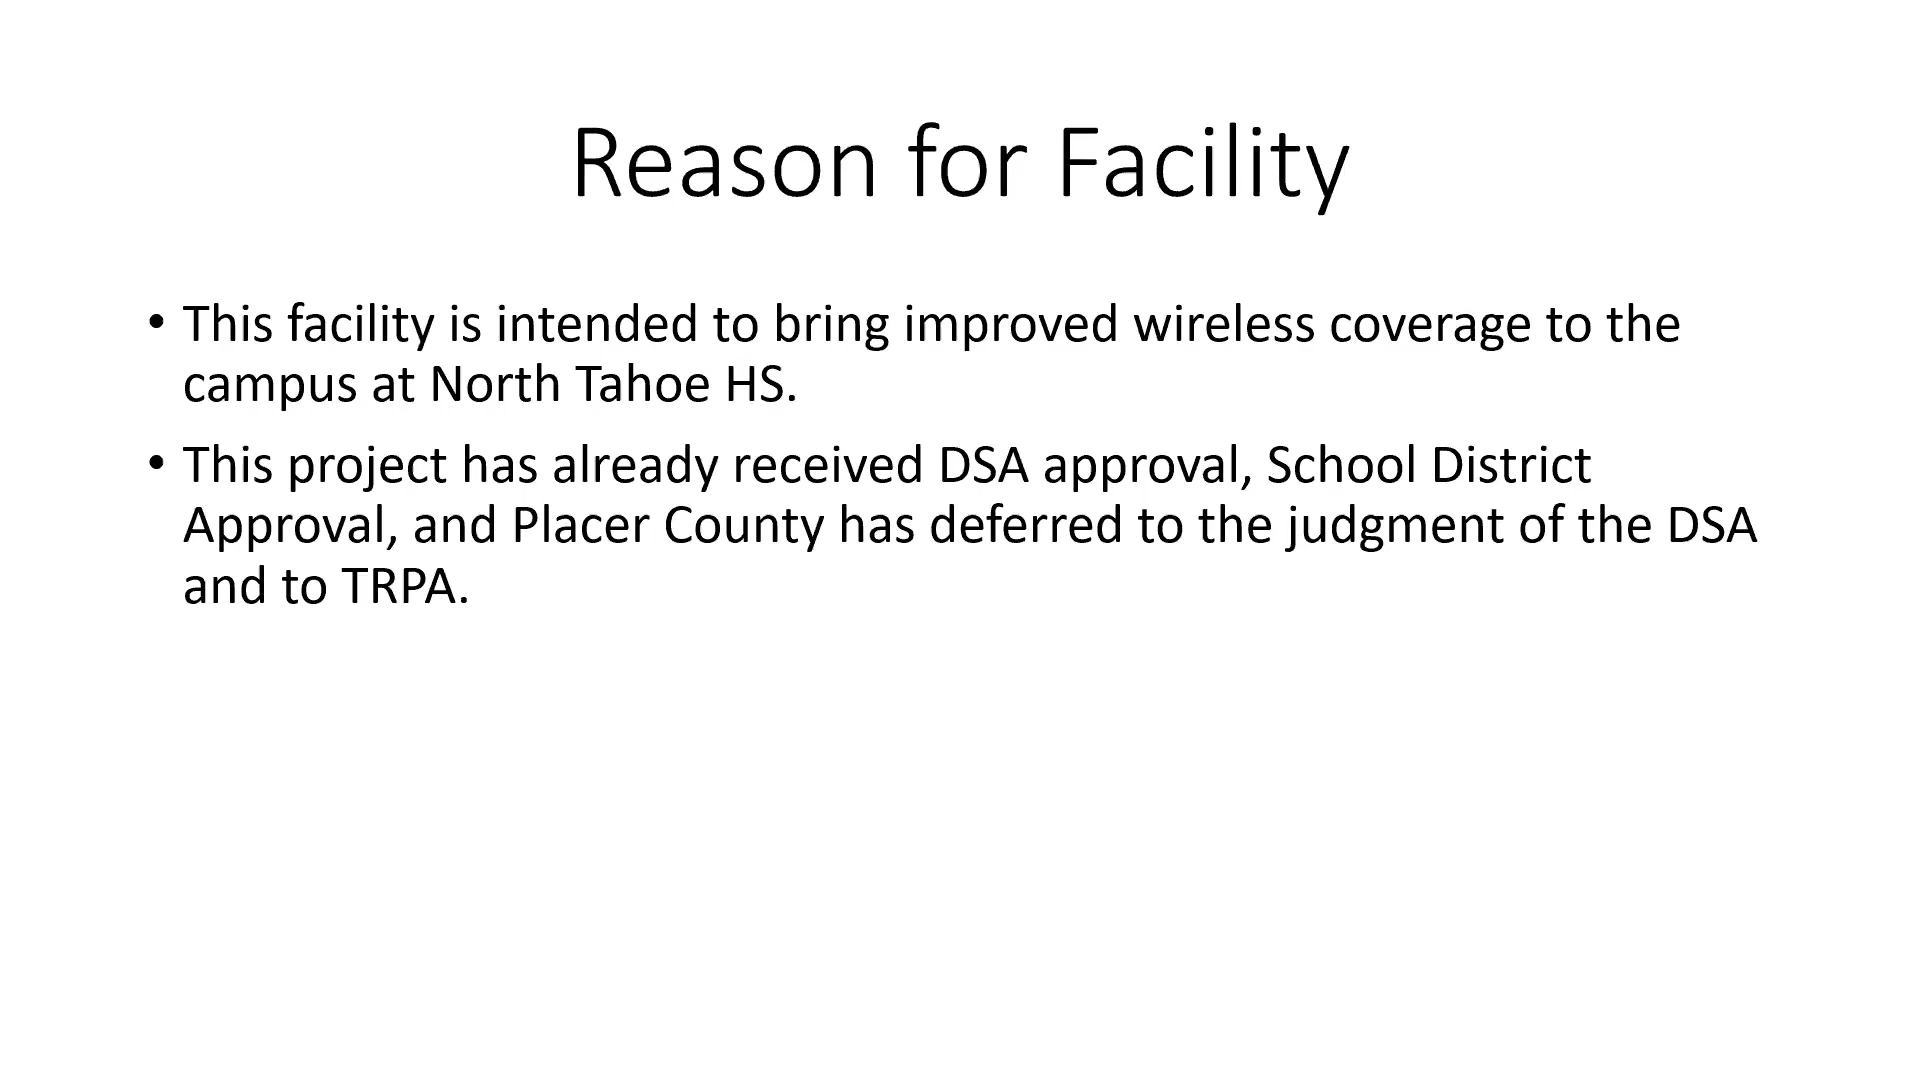 Reason for Facility
• This facility is intended to bring improved wireless coverage to the
campus at North Tahoe HS.
• This project has already received DSA approval, School District
Approval, and Placer County has deferred to the judgment of the DSA
and to TRPA.